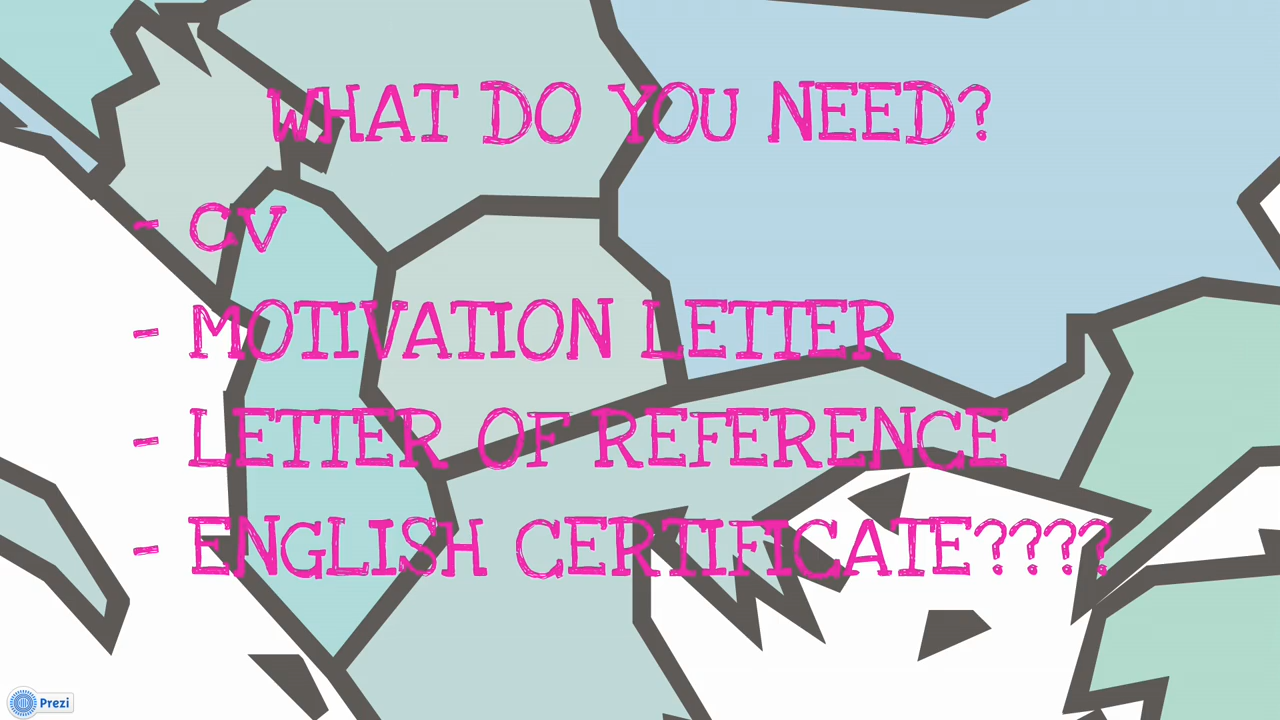 WHAT DO YOU NEED?
- CV
- MOTIVATION LETTER
- LETTER OF REFERENCE
- ENGLISH CERTIFICATE????
Prezi